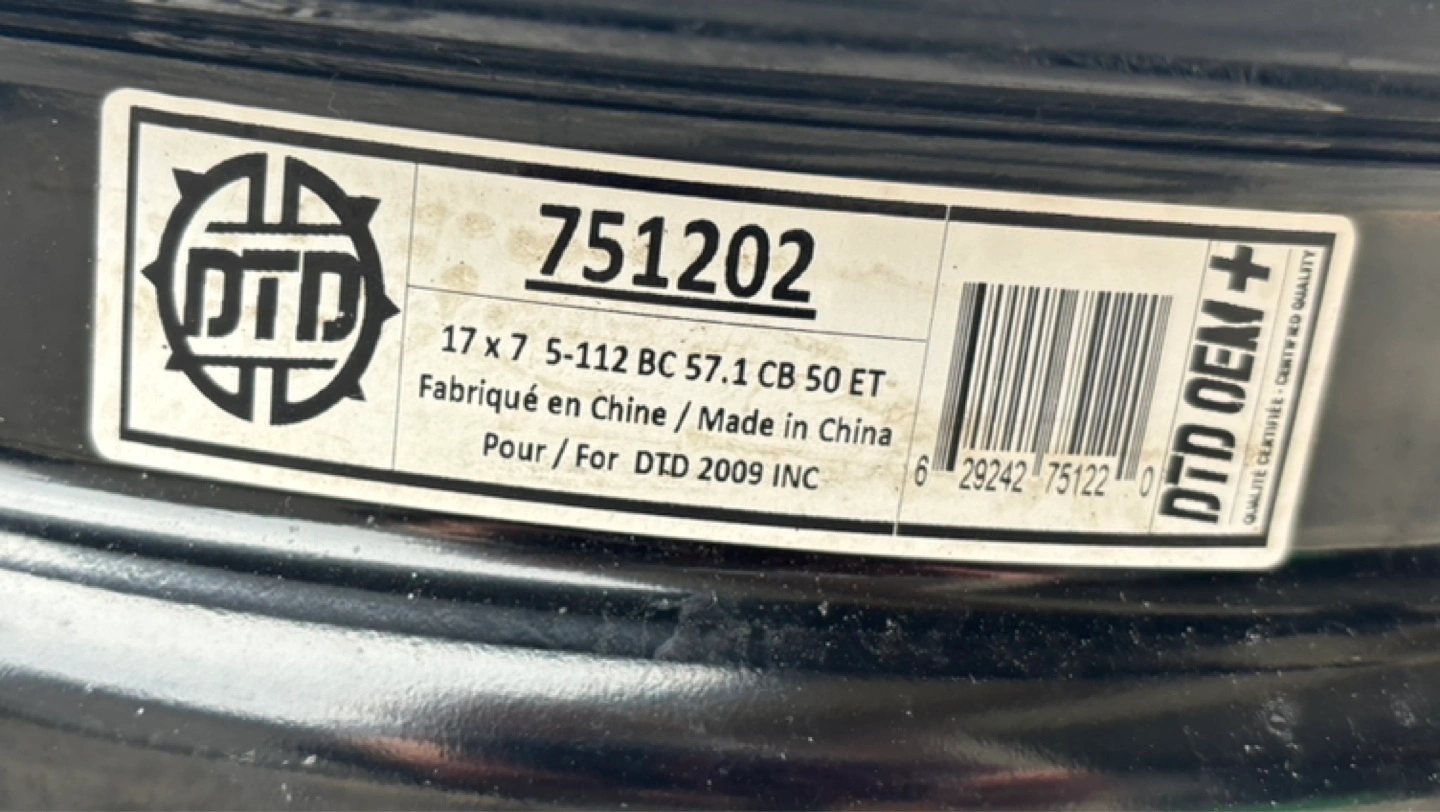 DTD
751202
17 x 7 5-112 BC 57.1 CB 50 ET
Fabriqué en Chine / Made in China
Pour / For DTD 2009 INC
6 29242 75122 0
DTD OEM+
QUALITÉ CERTIFIÉE - CERTIFIED QUALITY